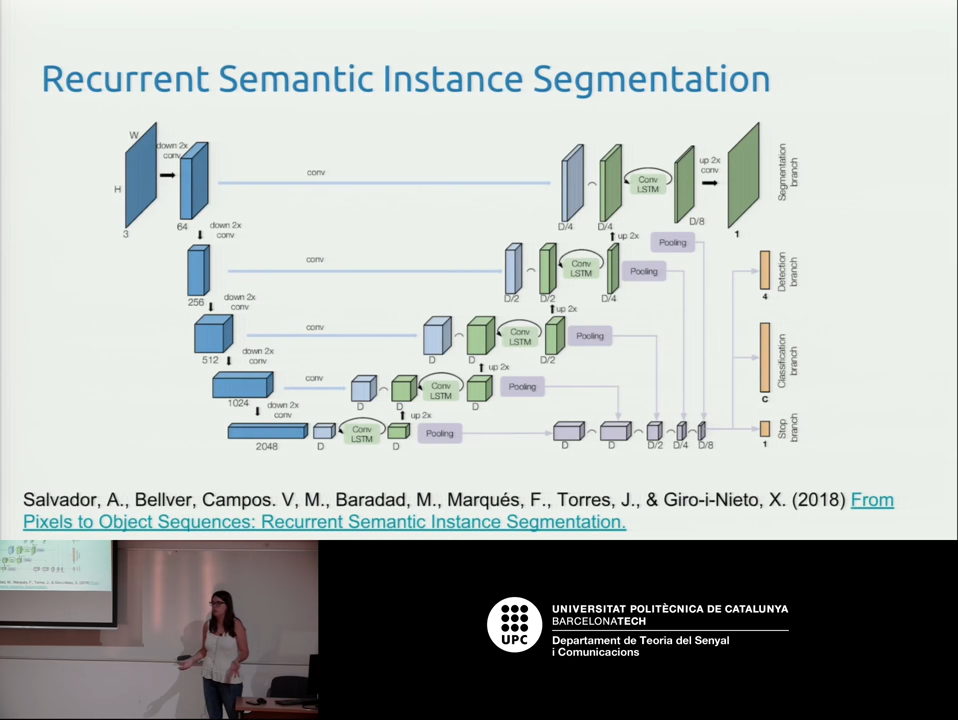 Recurrent Semantic Instance Segmentation
W
H
3
down 2x
conv
64
down 2x
conv
256
down 2x
conv
512
down 2x
conv
1024
down 2x
conv
2048
conv
conv
conv
conv
D/4
D/4
Conv
LSTM
D/8
up 2x
conv
1
Segmentation
branch
up 2x
Pooling
D/2
D/2
Conv
LSTM
D/4
Pooling
up 2x
D
D
Conv
LSTM
D/2
Pooling
up 2x
D
D
Conv
LSTM
D
Pooling
up 2x
D
Conv
LSTM
D
Pooling
D
D
D/2
D/4
D/8
4
Detection
branch
C
Classification
branch
1
Stop
branch
Salvador, A., Bellver, Campos. V, M., Baradad, M., Marqués, F., Torres, J., & Giro-i-Nieto, X. (2018) From
Pixels to Object Sequences: Recurrent Semantic Instance Segmentation.
UPC
UNIVERSITAT POLITÈCNICA DE CATALUNYA
BARCELONATECH
Departament de Teoria del Senyal
i Comunicacions